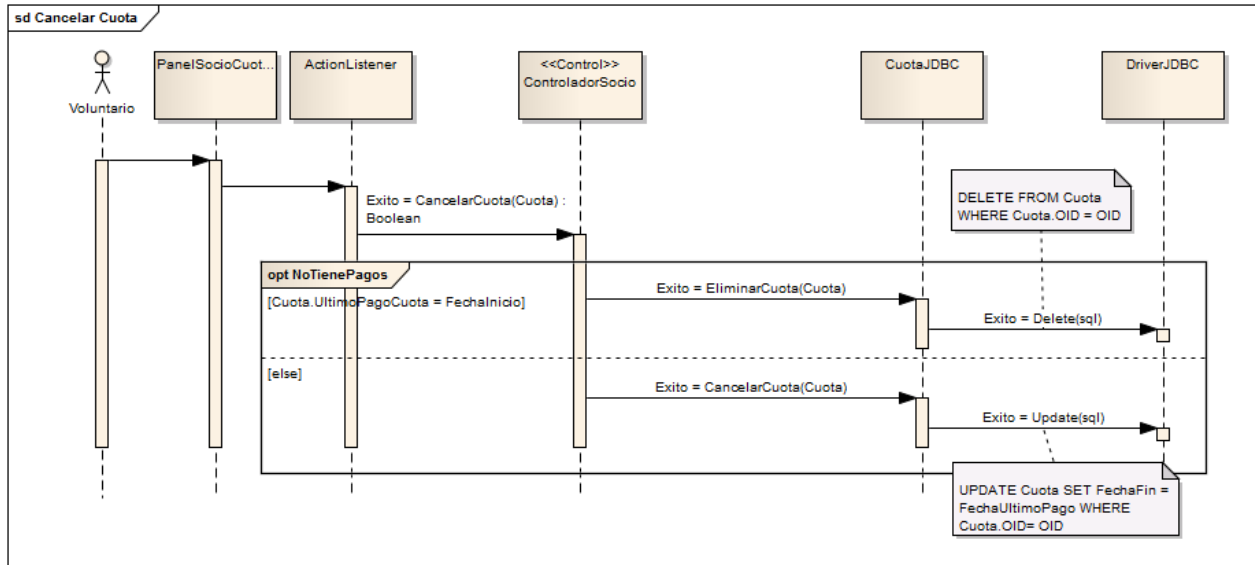 sd Cancelar Cuota
Voluntario
PanelSocioCuot...
ActionListener
<<Control>>
ControladorSocio
CuotaJDBC
DriverJDBC
Exito = CancelarCuota(Cuota) :
Boolean
DELETE FROM Cuota
WHERE Cuota.OID = OID
opt NoTienePagos
[Cuota.UltimoPagoCuota = FechaInicio]
Exito = EliminarCuota(Cuota)
Exito = Delete(sql)
[else]
Exito = CancelarCuota(Cuota)
Exito = Update(sql)
UPDATE Cuota SET FechaFin =
FechaUltimoPago WHERE
Cuota.OID= OID